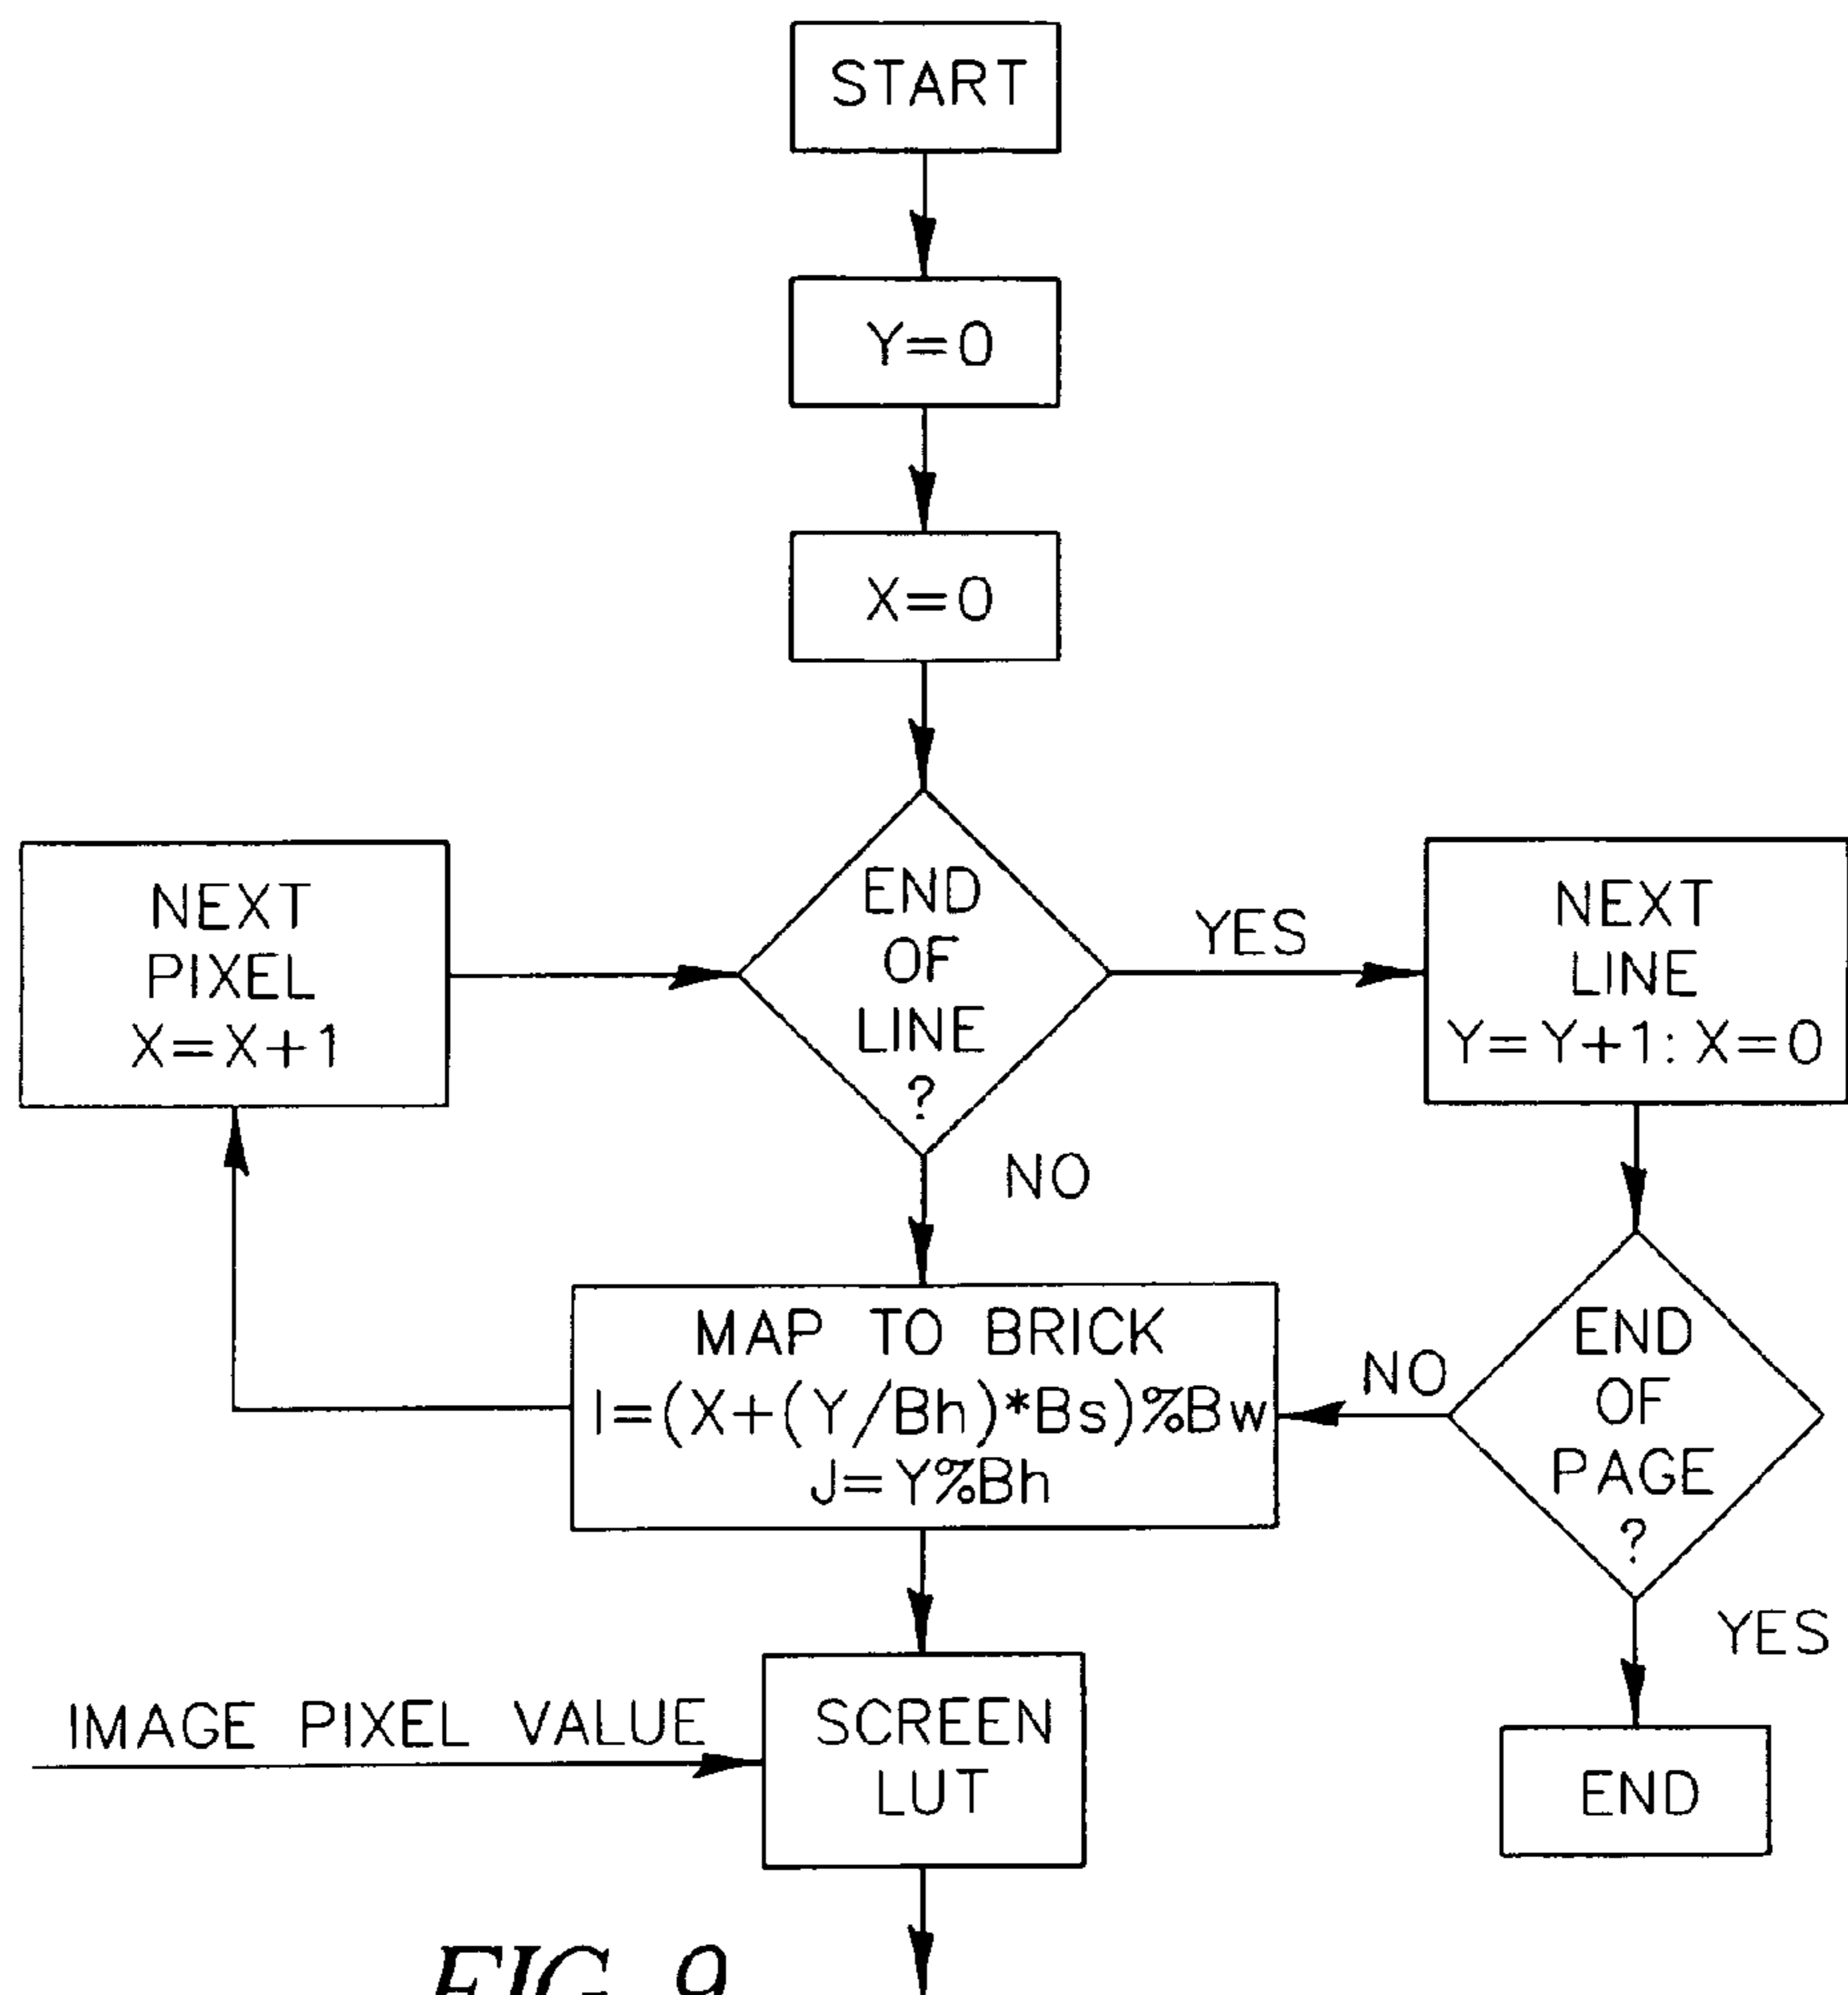 START
Y=0
X=0
NEXT
PIXEL
X=X+1
END
OF
LINE
?
YES
NEXT
LINE
Y=Y+1: X=0
NO
MAP TO BRICK
I=(X+(Y/Bh)*Bs)%Bw
J=Y%Bh
NO
END
OF
PAGE
?
YES
IMAGE PIXEL VALUE
SCREEN
LUT
END
FIG. 9